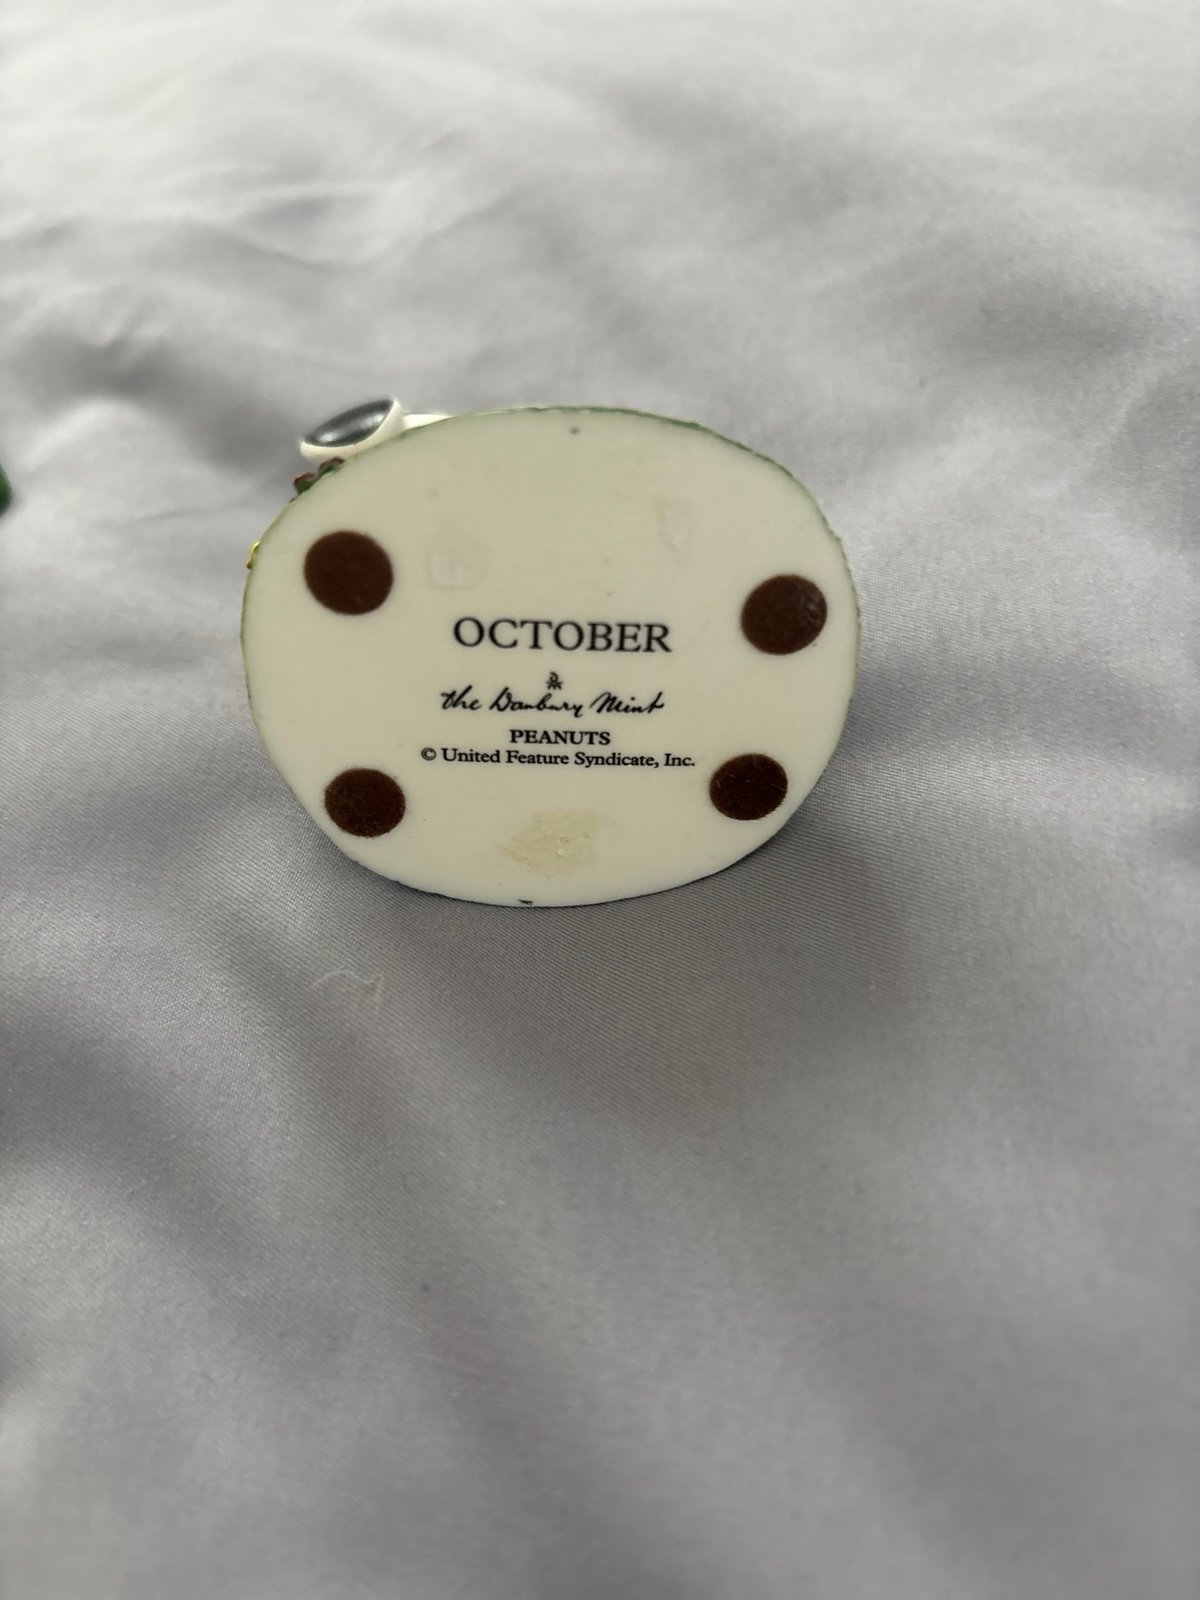 OCTOBER
the Danbury Mint
PEANUTS
© United Feature Syndicate, Inc.